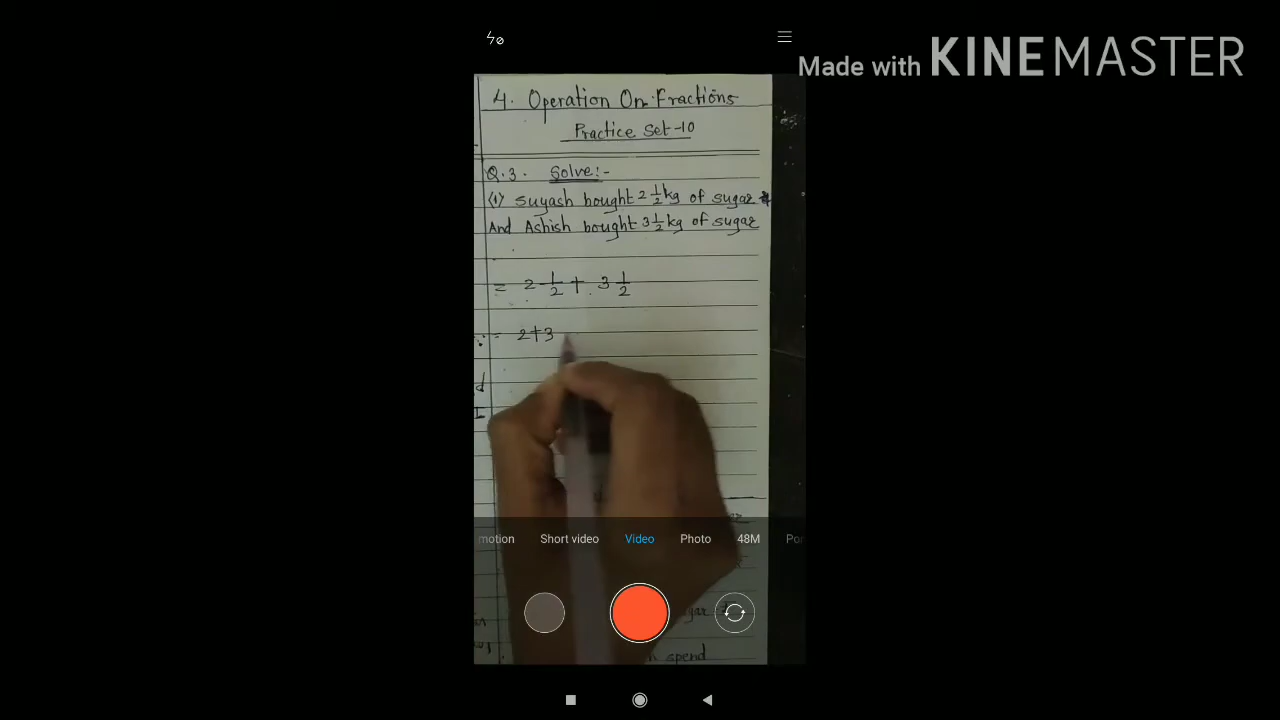 Made with KINEMASTER
4. Operation On Fractions
Practice Set-10
Q.3. Solve:-
(1) Suyash bought 2 1/2 kg of sugar
And Ashish bought 3 1/2 kg of sugar
= 2 1/2 + 3 1/2
= 2+3
motion Short video Video Photo 48M Por
spend